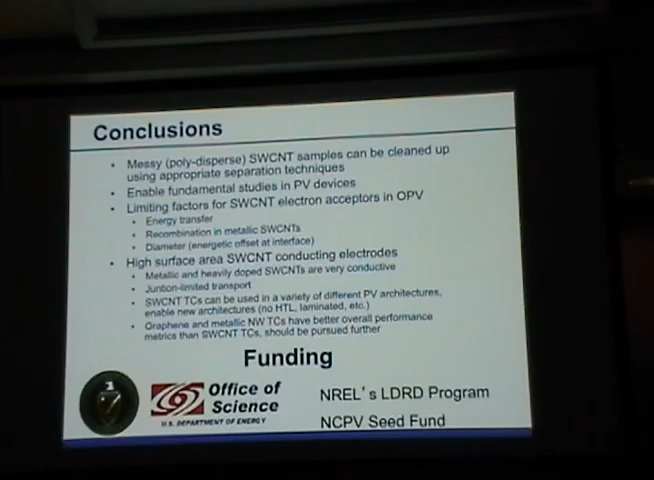 Conclusions
• Messy (poly-disperse) SWCNT samples can be cleaned up
using appropriate separation techniques
• Enable fundamental studies in PV devices
• Limiting factors for SWCNT electron acceptors in OPV
• Energy transfer
• Recombination in metallic SWCNTs
• Diameter (energetic offset at interface)
• High surface area SWCNT conducting electrodes
• Metallic and heavily doped SWCNTs are very conductive
• Juntion-limited transport
• SWCNT TCs can be used in a variety of different PV architectures,
enable new architectures (no HTL, laminated, etc.)
• Graphene and metallic NW TCs have better overall performance
metrics than SWCNT TCs, should be pursued further
Funding
Office of
Science
U.S. DEPARTMENT OF ENERGY
NREL's LDRD Program
NCPV Seed Fund